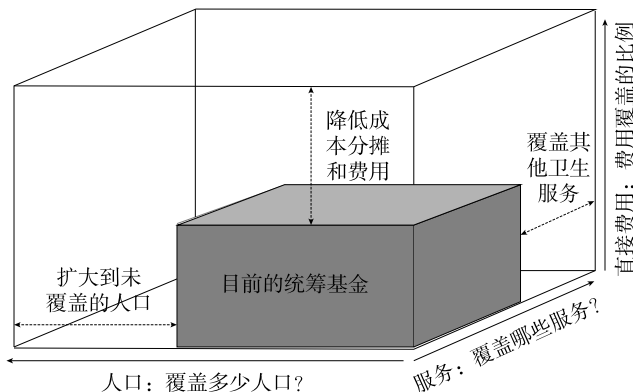 降低成
本分摊
和费用
覆盖其
他卫生
服务
直接费用：费用覆盖的比例
扩大到未
覆盖的人口
目前的统筹基金
服务：覆盖哪些服务？
人口：覆盖多少人口？